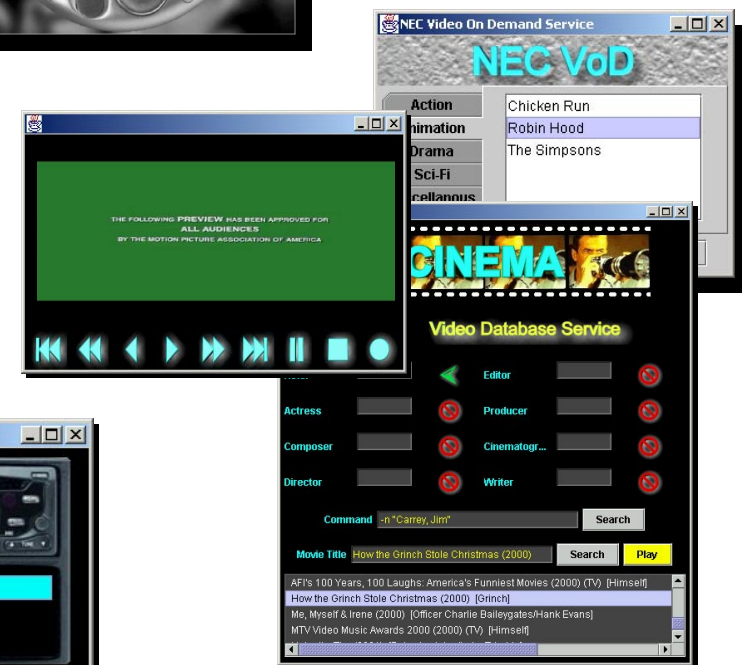 NEC Video On Demand Service
NEC VoD
Action
nimation
Drama
Sci-Fi
cellanous
Chicken Run
Robin Hood
The Simpsons
THE FOLLOWING PREVIEW HAS BEEN APPROVED FOR
ALL AUDIENCES
BY THE MOTION PICTURE ASSOCIATION OF AMERICA
CINEMA
Video Database Service
Editor
Actress
Producer
Composer
Cinematogr...
Director
Writer
Command -n "Carrey, Jim" Search
Movie Title How the Grinch Stole Christmas (2000) Search Play
AFI's 100 Years, 100 Laughs: America's Funniest Movies (2000) (TV) [Himself]
How the Grinch Stole Christmas (2000) [Grinch]
Me, Myself & Irene (2000) [Officer Charlie Baileygates/Hank Evans]
MTV Video Music Awards 2000 (2000) (TV) [Himself]
TUNE